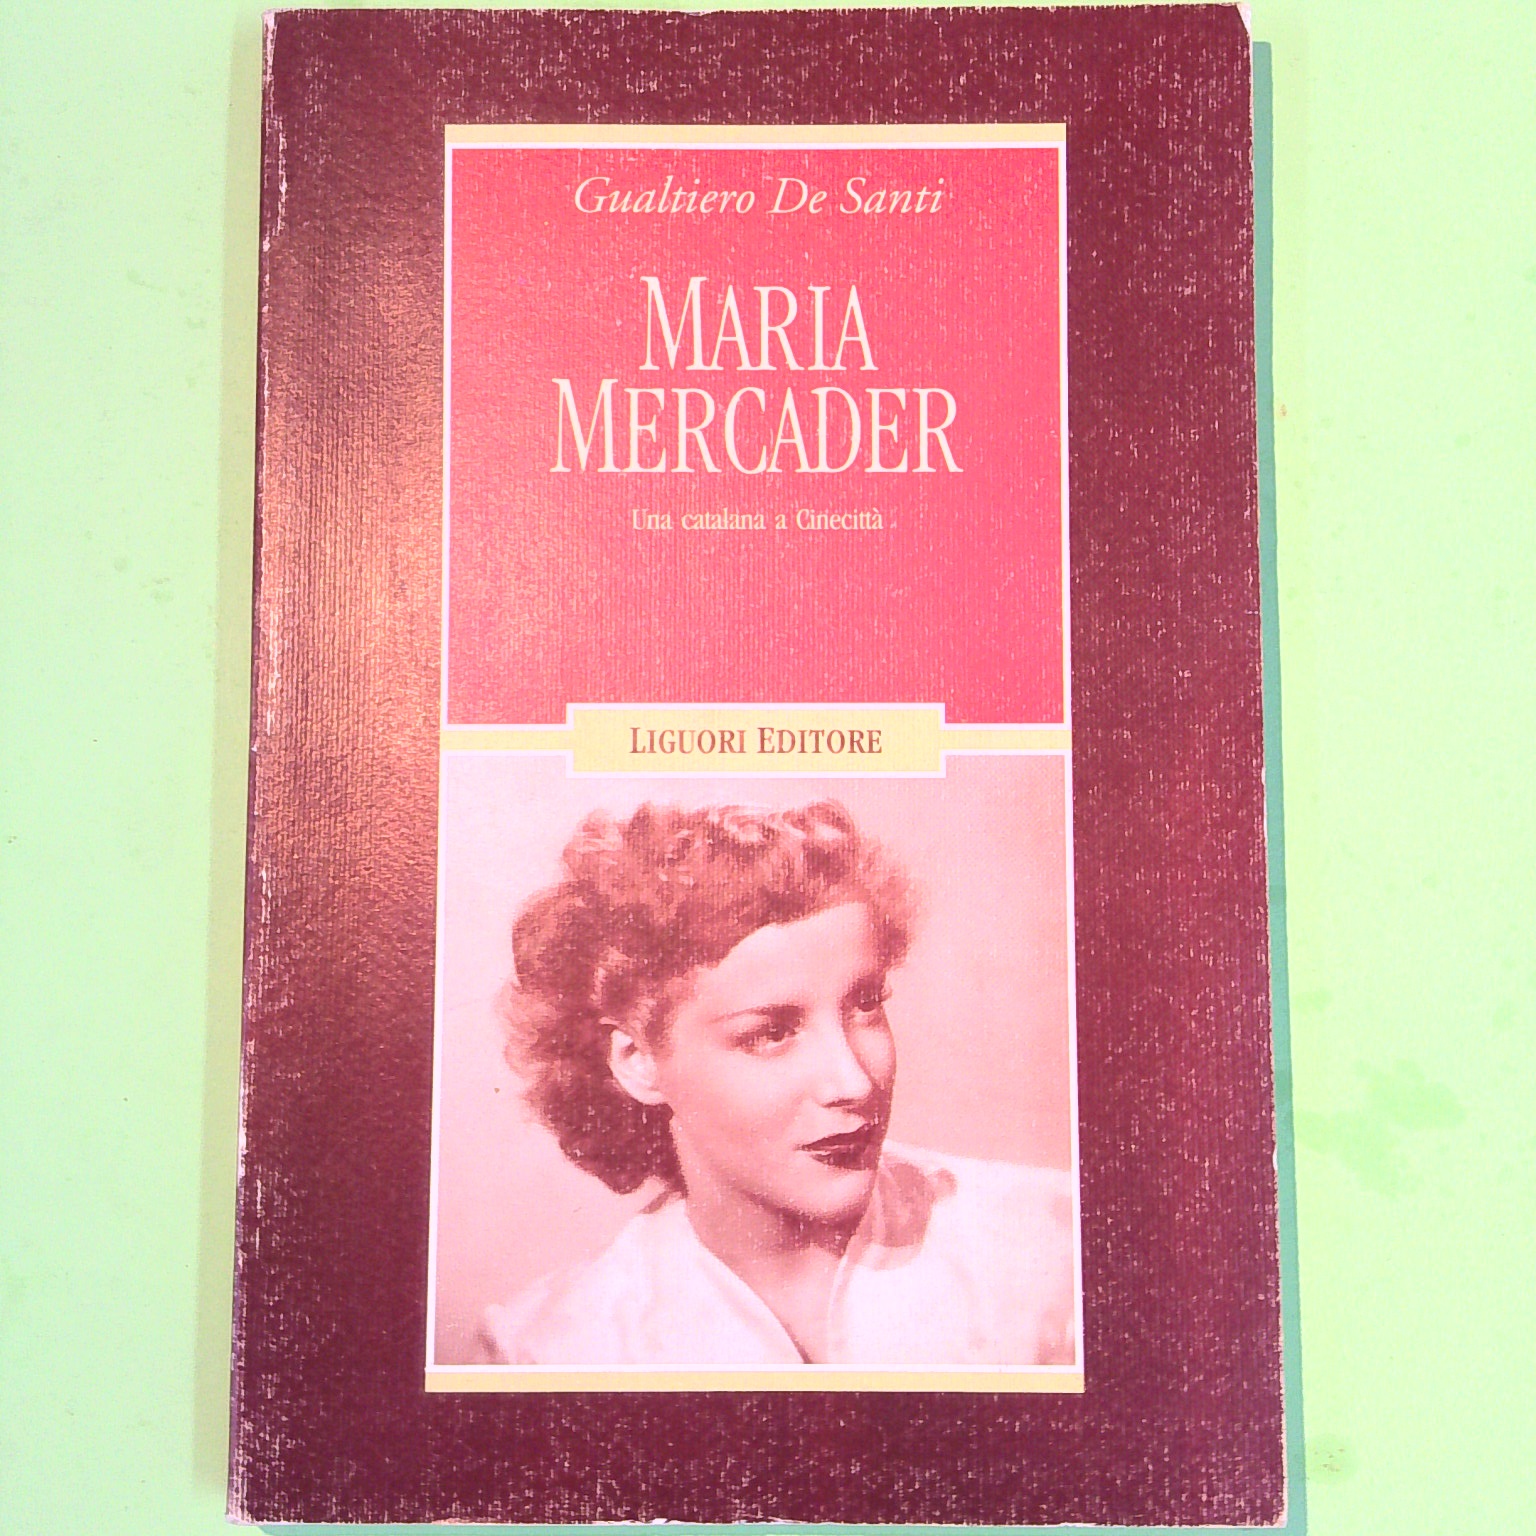 Gualtiero De Santi
MARIA
MERCADER
Una catalana a Cinecittà
LIGUORI EDITORE